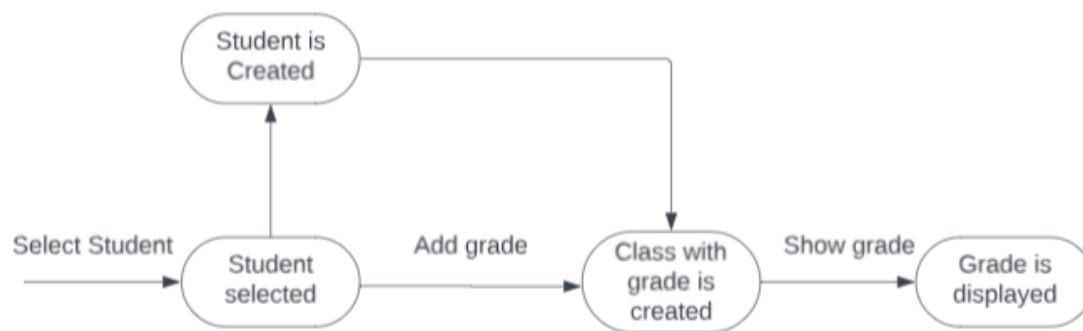 Student is
Created
Select Student
Student
selected
Add grade
Class with
grade is
created
Show grade
Grade is
displayed